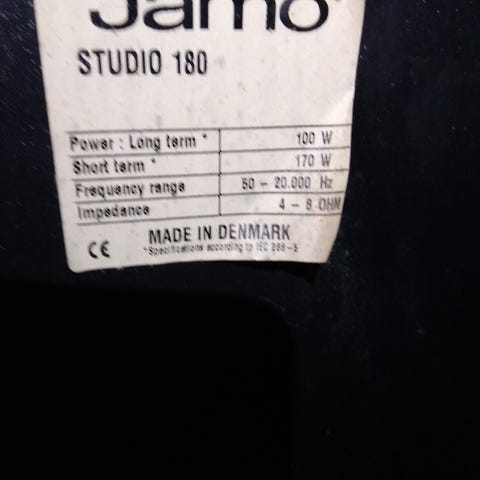 Jamo
STUDIO 180
Power : Long term * 100 W
Short term * 170 W
Frequency range 50 – 20.000 Hz
Impedance 4 – 8 OHM
CE MADE IN DENMARK
*Specifications according to IEC 268–5